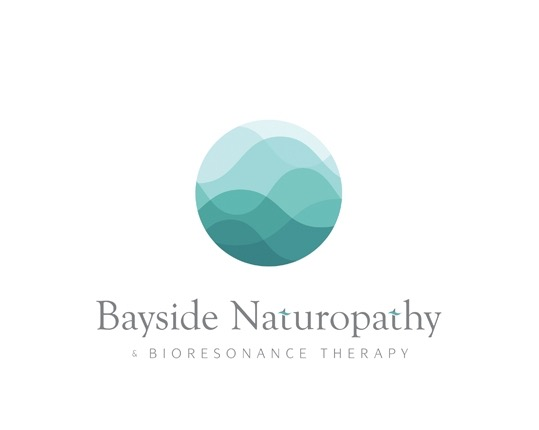 Bayside Naturopathy
& BIORESONANCE THERAPY